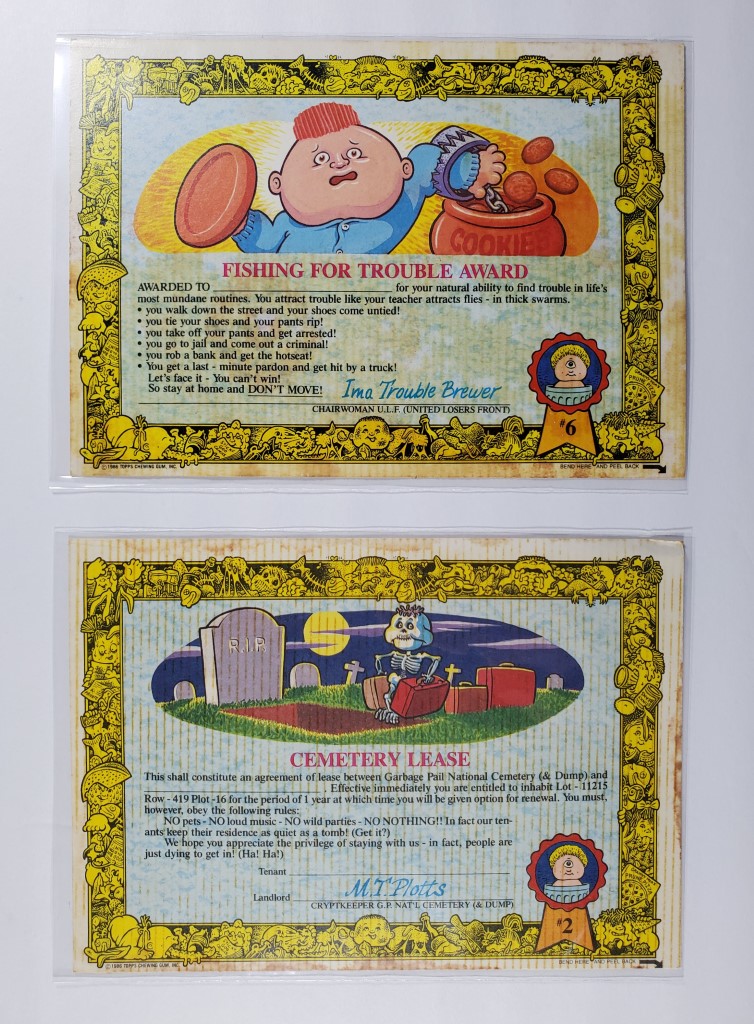 COOKIES
FISHING FOR TROUBLE AWARD
AWARDED TO ______ for your natural ability to find trouble in life's
most mundane routines. You attract trouble like your teacher attracts flies - in thick swarms.
• you walk down the street and your shoes come untied!
• you tie your shoes and your pants rip!
• you take off your pants and get arrested!
• you go to jail and come out a criminal!
• you rob a bank and get the hotseat!
• You get a last - minute pardon and get hit by a truck!
Let's face it - You can't win!
So stay at home and DON'T MOVE!
Ima Trouble Brewer
CHAIRWOMAN U.L.F. (UNITED LOSERS FRONT)
#6
© 1986 TOPPS CHEWING GUM, INC.
BEND HERE AND PEEL BACK
R.I.P.
CEMETERY LEASE
This shall constitute an agreement of lease between Garbage Pail National Cemetery (& Dump) and
______. Effective immediately you are entitled to inhabit Lot - 11215
Row - 419 Plot -16 for the period of 1 year at which time you will be given option for renewal. You must,
however, obey the following rules:
NO pets - NO loud music - NO wild parties - NO NOTHING!! In fact our ten-
ants keep their residence as quiet as a tomb! (Get it?)
We hope you appreciate the privilege of staying with us - in fact, people are
just dying to get in! (Ha! Ha!)
Tenant
M.T. Plotts
Landlord
CRYPTKEEPER G.P. NAT'L CEMETERY (& DUMP)
#2
© 1986 TOPPS CHEWING GUM, INC.
BEND HERE AND PEEL BACK